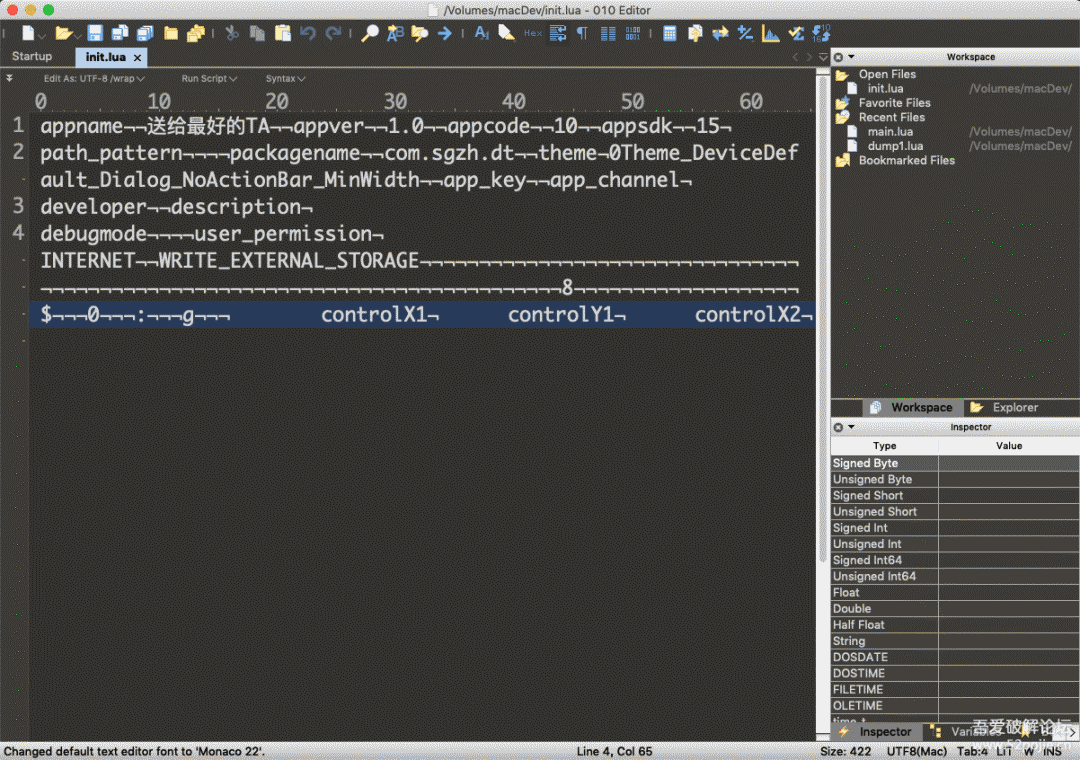 /Volumes/macDev/init.lua - 010 Editor
Hex
Startup
init.lua
Edit As: UTF-8 /wrap
Run Script
Syntax
0 10 20 30 40 50 60
1 appname¬¬送给最好的TA¬¬appver¬¬1.0¬¬appcode¬¬10¬¬appsdk¬¬15¬
2 path_pattern¬¬¬¬packagename¬¬com.sgzh.dt¬¬theme¬0Theme_DeviceDef
ault_Dialog_NoActionBar_MinWidth¬¬app_key¬¬app_channel¬
3 developer¬¬description¬
4 debugmode¬¬¬¬user_permission¬
INTERNET¬¬WRITE_EXTERNAL_STORAGE¬¬¬¬¬¬¬¬¬¬¬¬¬¬¬¬¬¬¬¬¬¬¬¬¬¬¬¬¬¬¬¬
¬¬¬¬¬¬¬¬¬¬¬¬¬¬¬¬¬¬¬¬¬¬¬¬¬¬¬¬¬¬¬¬¬¬¬¬¬¬¬¬¬¬¬¬8¬¬¬¬¬¬¬¬¬¬¬¬¬¬¬¬¬¬¬
$¬¬¬0¬¬¬:¬¬¬g¬¬¬ controlX1¬ controlY1¬ controlX2¬
Workspace
Open Files
init.lua /Volumes/macDev/
Favorite Files
Recent Files
main.lua /Volumes/macDev/
dump1.lua /Volumes/macDev/
Bookmarked Files
Workspace
Explorer
Inspector
Type Value
Signed Byte
Unsigned Byte
Signed Short
Unsigned Short
Signed Int
Unsigned Int
Signed Int64
Unsigned Int64
Float
Double
Half Float
String
DOSDATE
DOSTIME
FILETIME
OLETIME
time_t
Inspector
吾爱破解论坛
Changed default text editor font to 'Monaco 22'.
Line 4, Col 65
Size: 422
UTF8(Mac)
Tab:4
LIT
W
INS